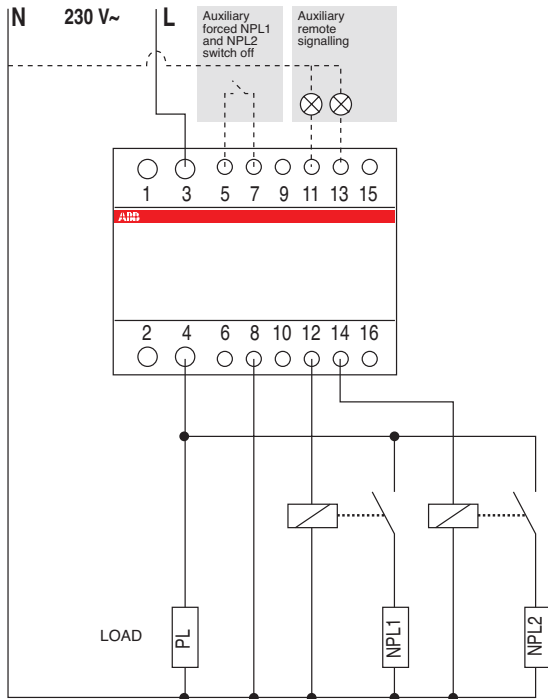 N 230 V~ L
Auxiliary
forced NPL1
and NPL2
switch off
Auxiliary
remote
signalling
1 3 5 7 9 11 13 15
ABB
2 4 6 8 10 12 14 16
LOAD
PL
NPL1
NPL2